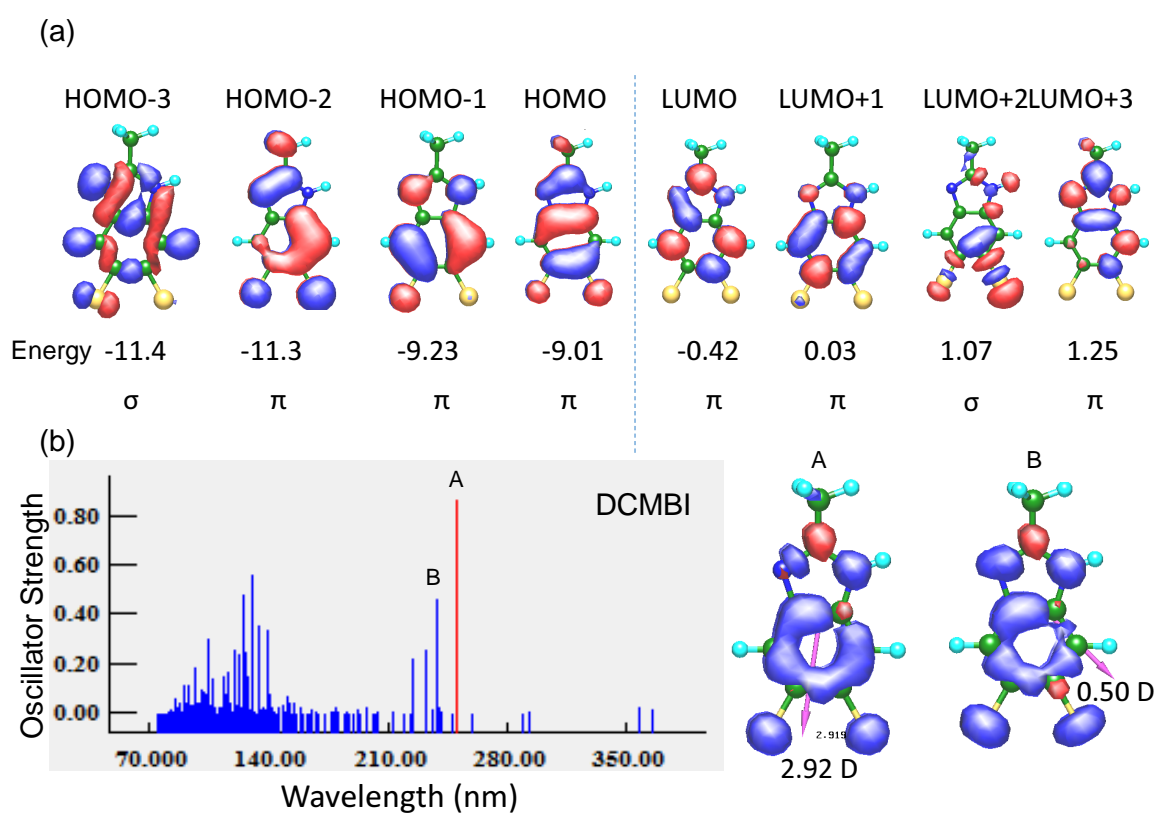 (a)
HOMO-3 HOMO-2 HOMO-1 HOMO LUMO LUMO+1 LUMO+2LUMO+3
Energy -11.4 -11.3 -9.23 -9.01 -0.42 0.03 1.07 1.25
σ π π π π π σ π
(b)
A B
A
DCMBI
B
Oscillator Strength
0.80
0.60
0.40
0.20
0.00
70.000 140.00 210.00 280.00 350.00
Wavelength (nm)
2.919
2.92 D
0.50 D